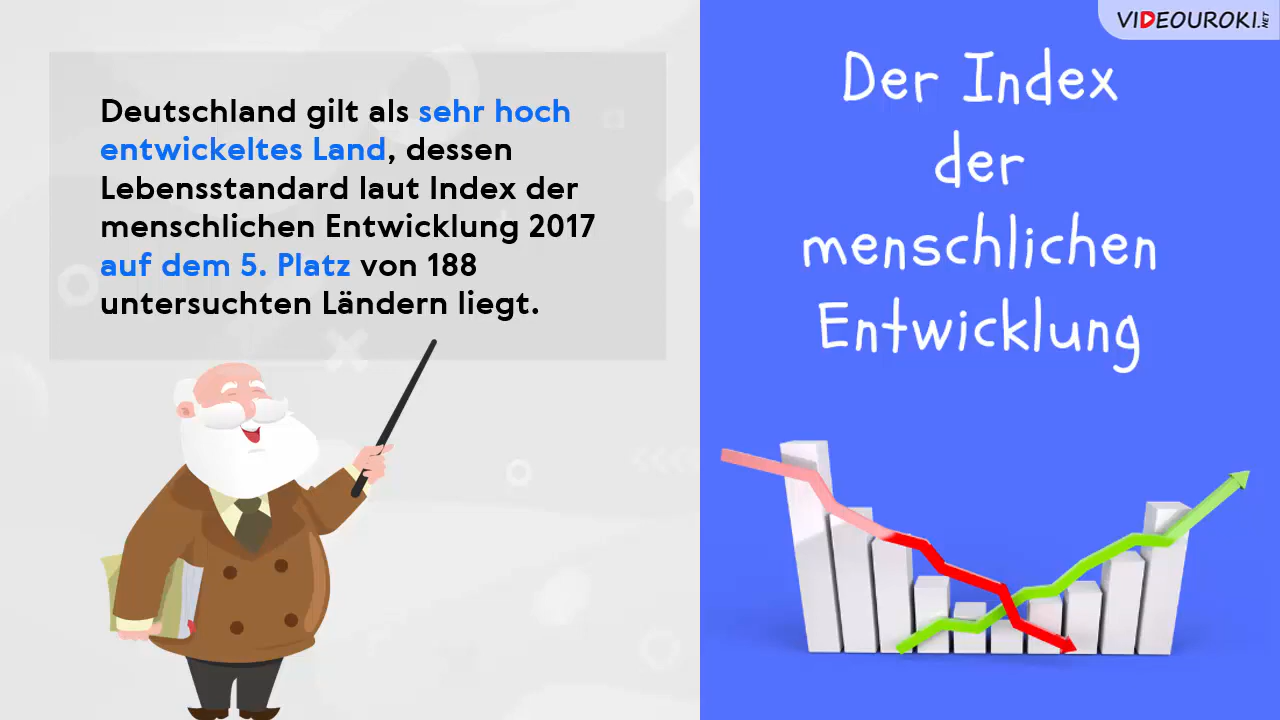 Deutschland gilt als sehr hoch
entwickeltes Land, dessen
Lebensstandard laut Index der
menschlichen Entwicklung 2017
auf dem 5. Platz von 188
untersuchten Ländern liegt.
VIDEOUROKI.NET
Der Index
der
menschlichen
Entwicklung